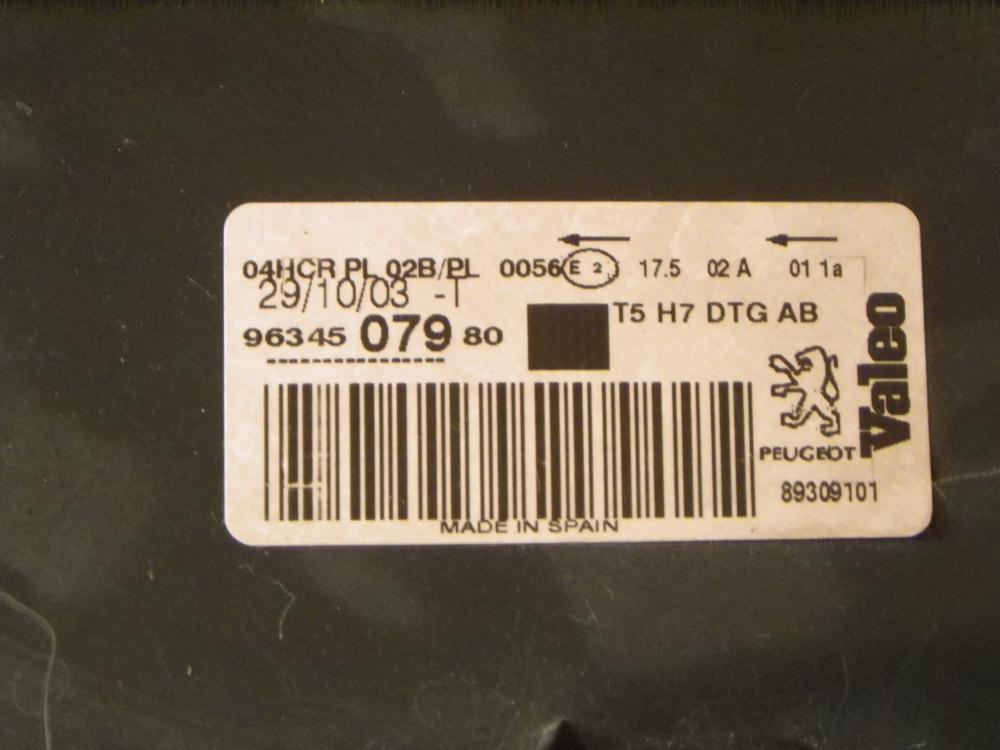 04HCR PL 02B/PL 0056 E 2 17.5 02 A 01 1a
29/10/03 -1
96345 079 80
T5 H7 DTG AB
Valeo
PEUGEOT
89309101
MADE IN SPAIN